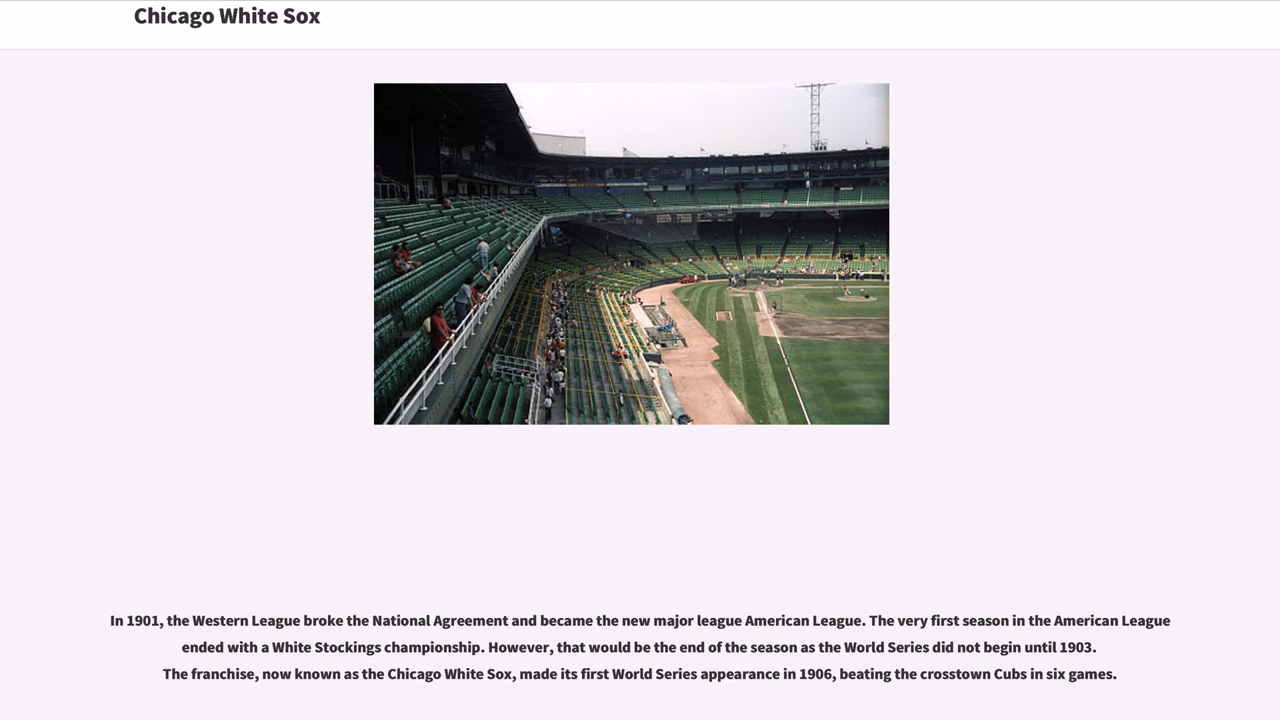 Chicago White Sox
In 1901, the Western League broke the National Agreement and became the new major league American League. The very first season in the American League
ended with a White Stockings championship. However, that would be the end of the season as the World Series did not begin until 1903.
The franchise, now known as the Chicago White Sox, made its first World Series appearance in 1906, beating the crosstown Cubs in six games.